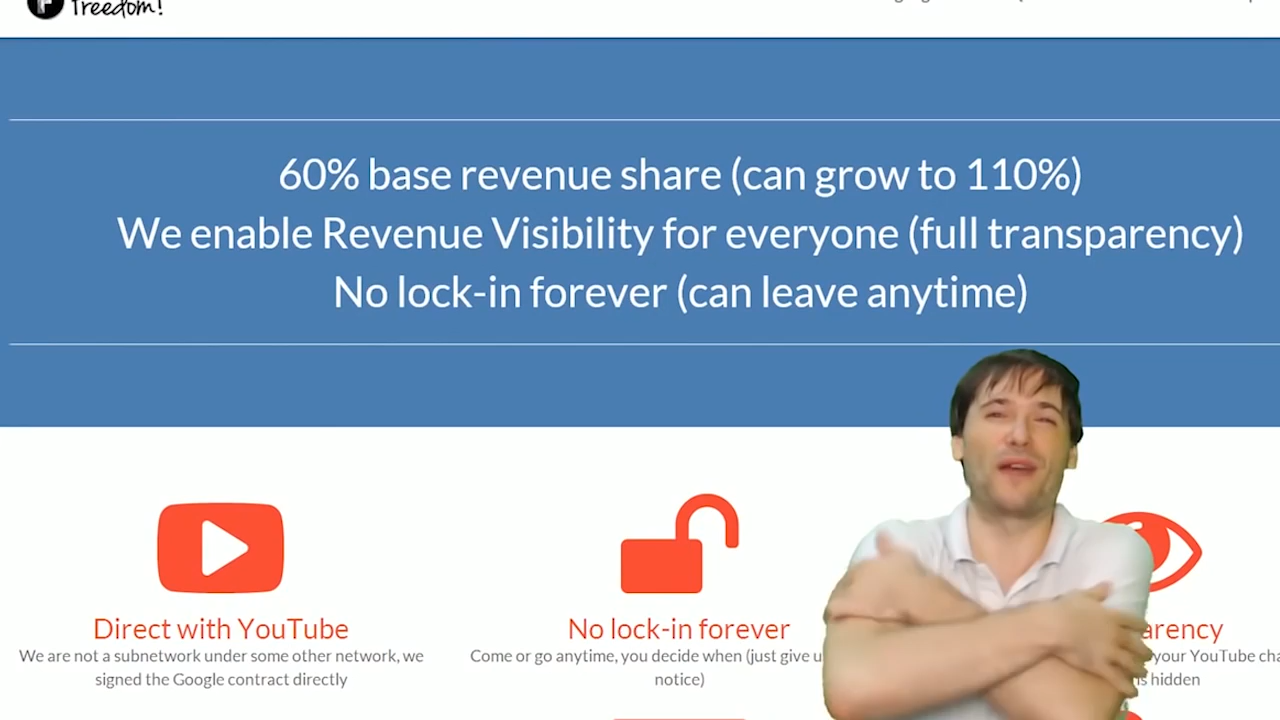 Freedom!
60% base revenue share (can grow to 110%)
We enable Revenue Visibility for everyone (full transparency)
No lock-in forever (can leave anytime)
Direct with YouTube
We are not a subnetwork under some other network, we
signed the Google contract directly
No lock-in forever
Come or go anytime, you decide when (just give
notice)
arency
your YouTube
is hidden